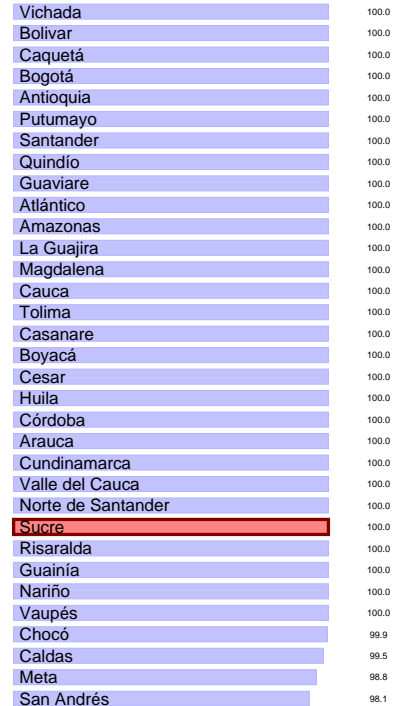 Vichada 100.0
Bolivar 100.0
Caquetá 100.0
Bogotá 100.0
Antioquia 100.0
Putumayo 100.0
Santander 100.0
Quindío 100.0
Guaviare 100.0
Atlántico 100.0
Amazonas 100.0
La Guajira 100.0
Magdalena 100.0
Cauca 100.0
Tolima 100.0
Casanare 100.0
Boyacá 100.0
Cesar 100.0
Huila 100.0
Córdoba 100.0
Arauca 100.0
Cundinamarca 100.0
Valle del Cauca 100.0
Norte de Santander 100.0
Sucre 100.0
Risaralda 100.0
Guainía 100.0
Nariño 100.0
Vaupés 100.0
Chocó 99.9
Caldas 99.5
Meta 98.8
San Andrés 98.1